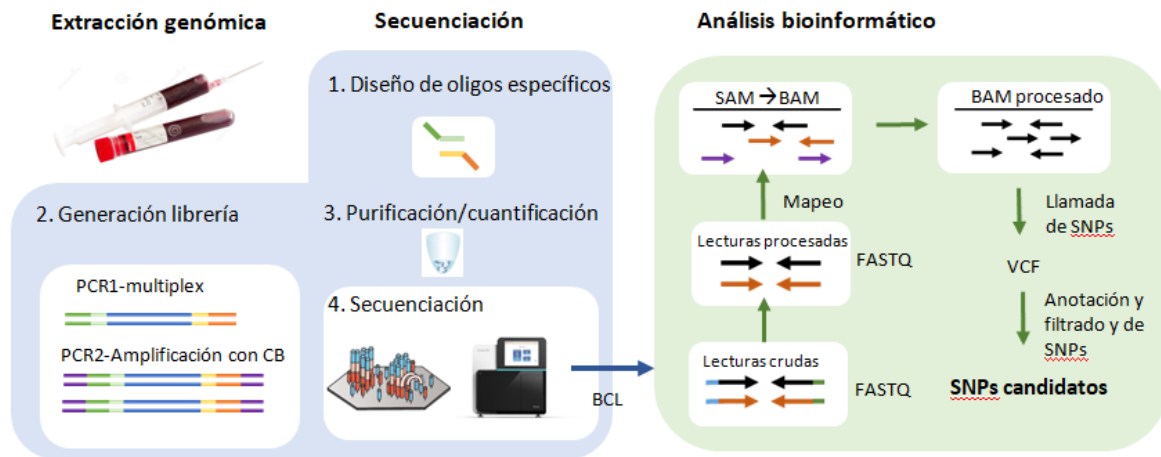 Extracción genómica
Secuenciación
Análisis bioinformático
1. Diseño de oligos específicos
2. Generación librería
PCR1-multiplex
PCR2-Amplificación con CB
3. Purificación/cuantificación
4. Secuenciación
BCL
Lecturas crudas
FASTQ
Lecturas procesadas
FASTQ
Mapeo
SAM → BAM
BAM procesado
Llamada
de SNPs
VCF
Anotación y
filtrado y de
SNPs
SNPs candidatos